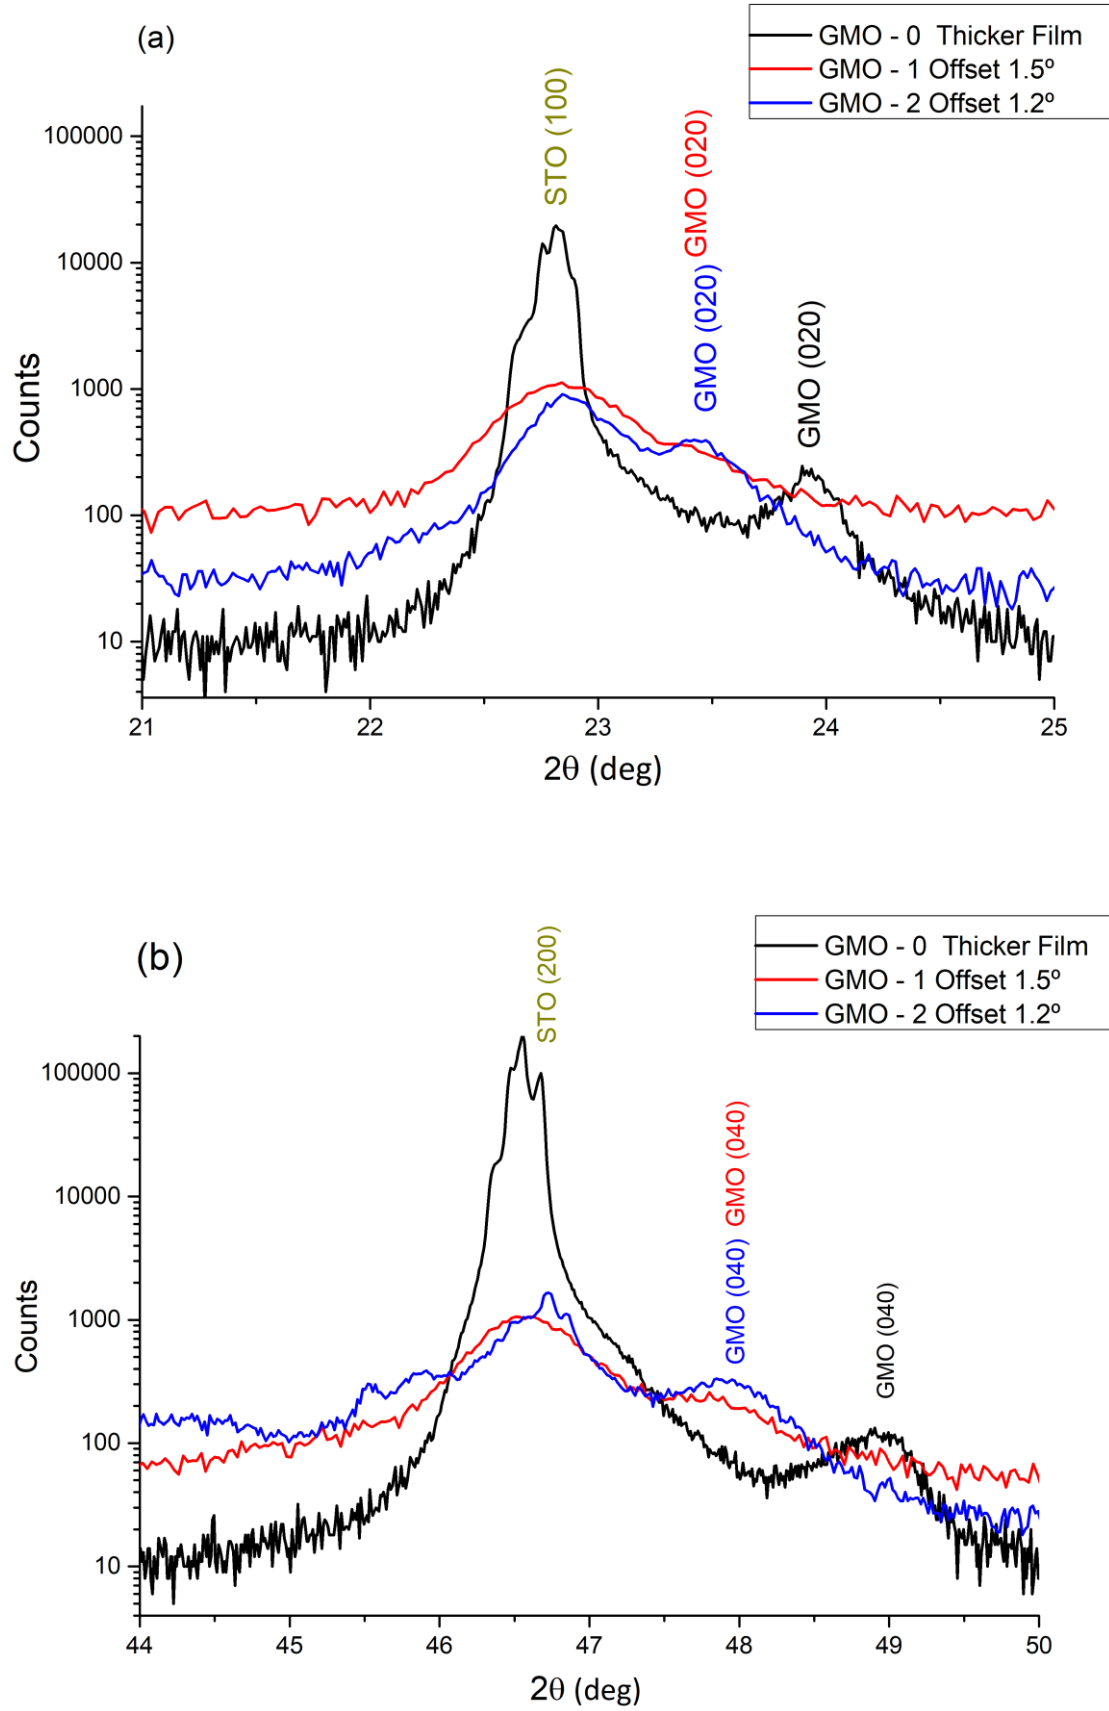 (a)
GMO - 0  Thicker Film
GMO - 1 Offset 1.5º
GMO - 2 Offset 1.2º
STO (100)
GMO (020)
GMO (020)
GMO (020)
Counts
100000
10000
1000
100
10
21
22
23
24
25
2θ (deg)
(b)
GMO - 0  Thicker Film
GMO - 1 Offset 1.5º
GMO - 2 Offset 1.2º
STO (200)
GMO (040)
GMO (040)
GMO (040)
Counts
100000
10000
1000
100
10
44
45
46
47
48
49
50
2θ (deg)